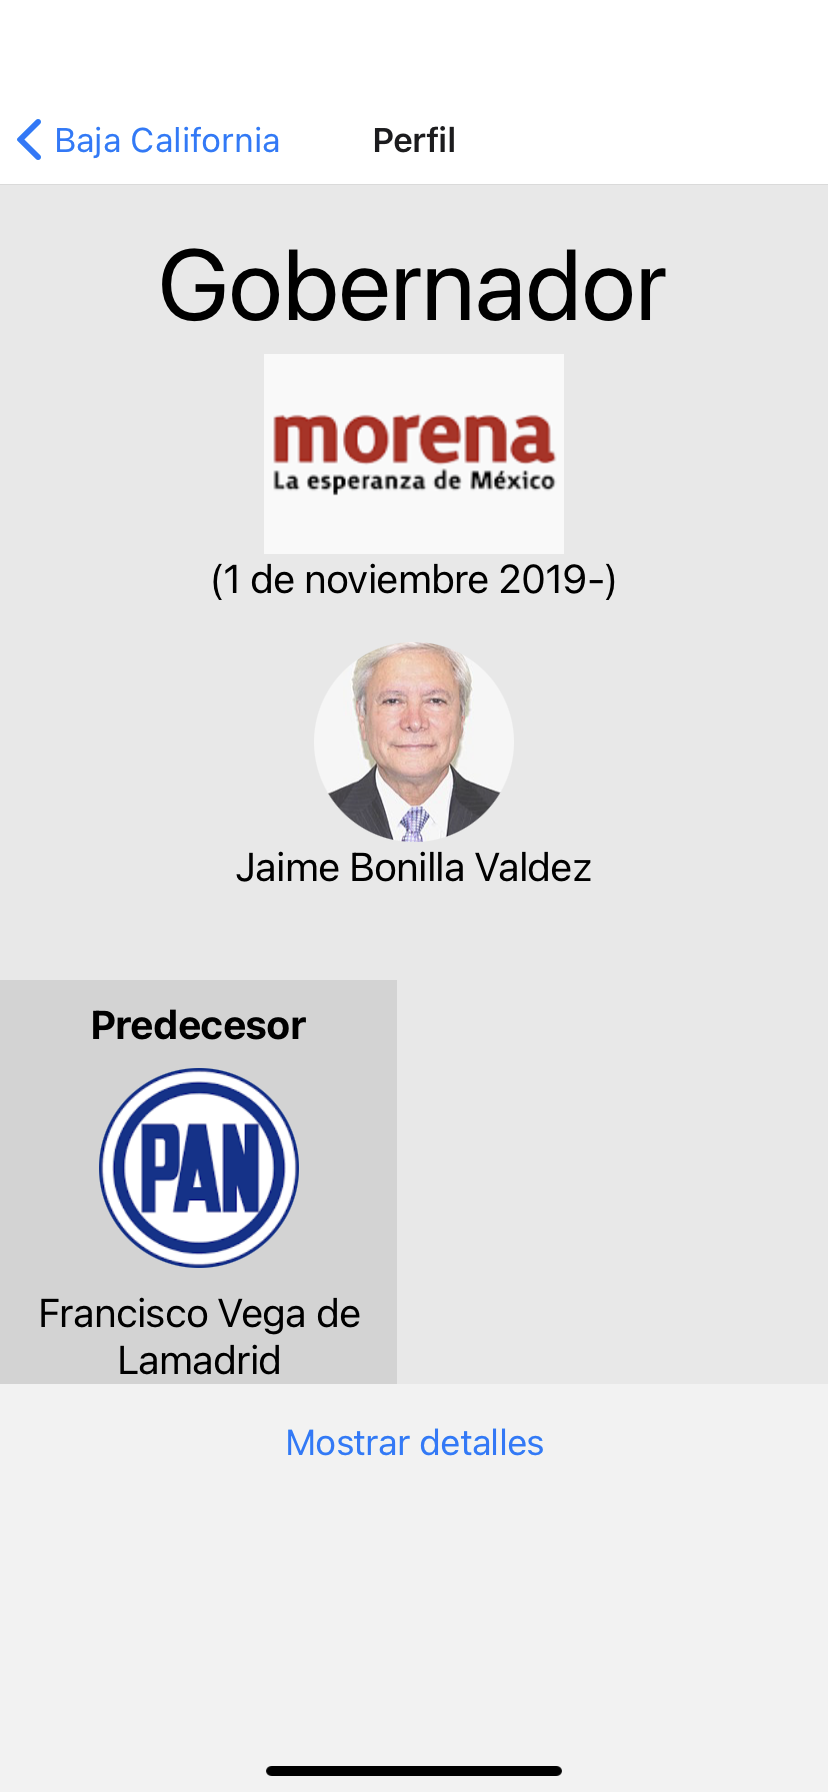 Baja California
Perfil
Gobernador
morena
La esperanza de México
(1 de noviembre 2019-)
Jaime Bonilla Valdez
Predecesor
PAN
Francisco Vega de
Lamadrid
Mostrar detalles